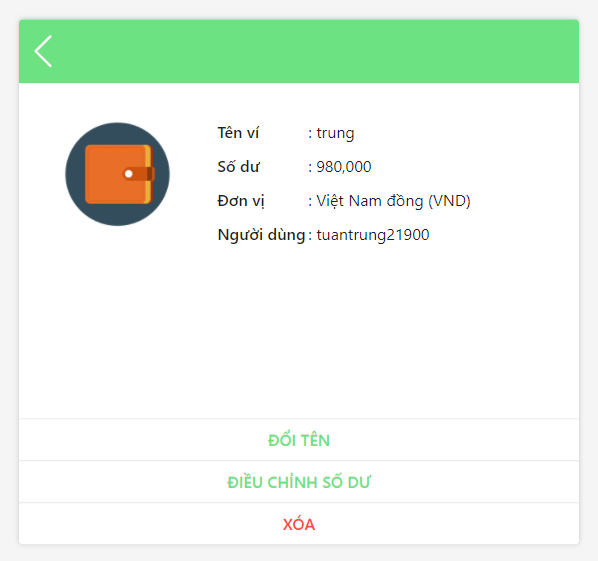 Tên ví : trung
Số dư : 980,000
Đơn vị : Việt Nam đồng (VND)
Người dùng : tuantrung21900
ĐỔI TÊN
ĐIỀU CHỈNH SỐ DƯ
XÓA